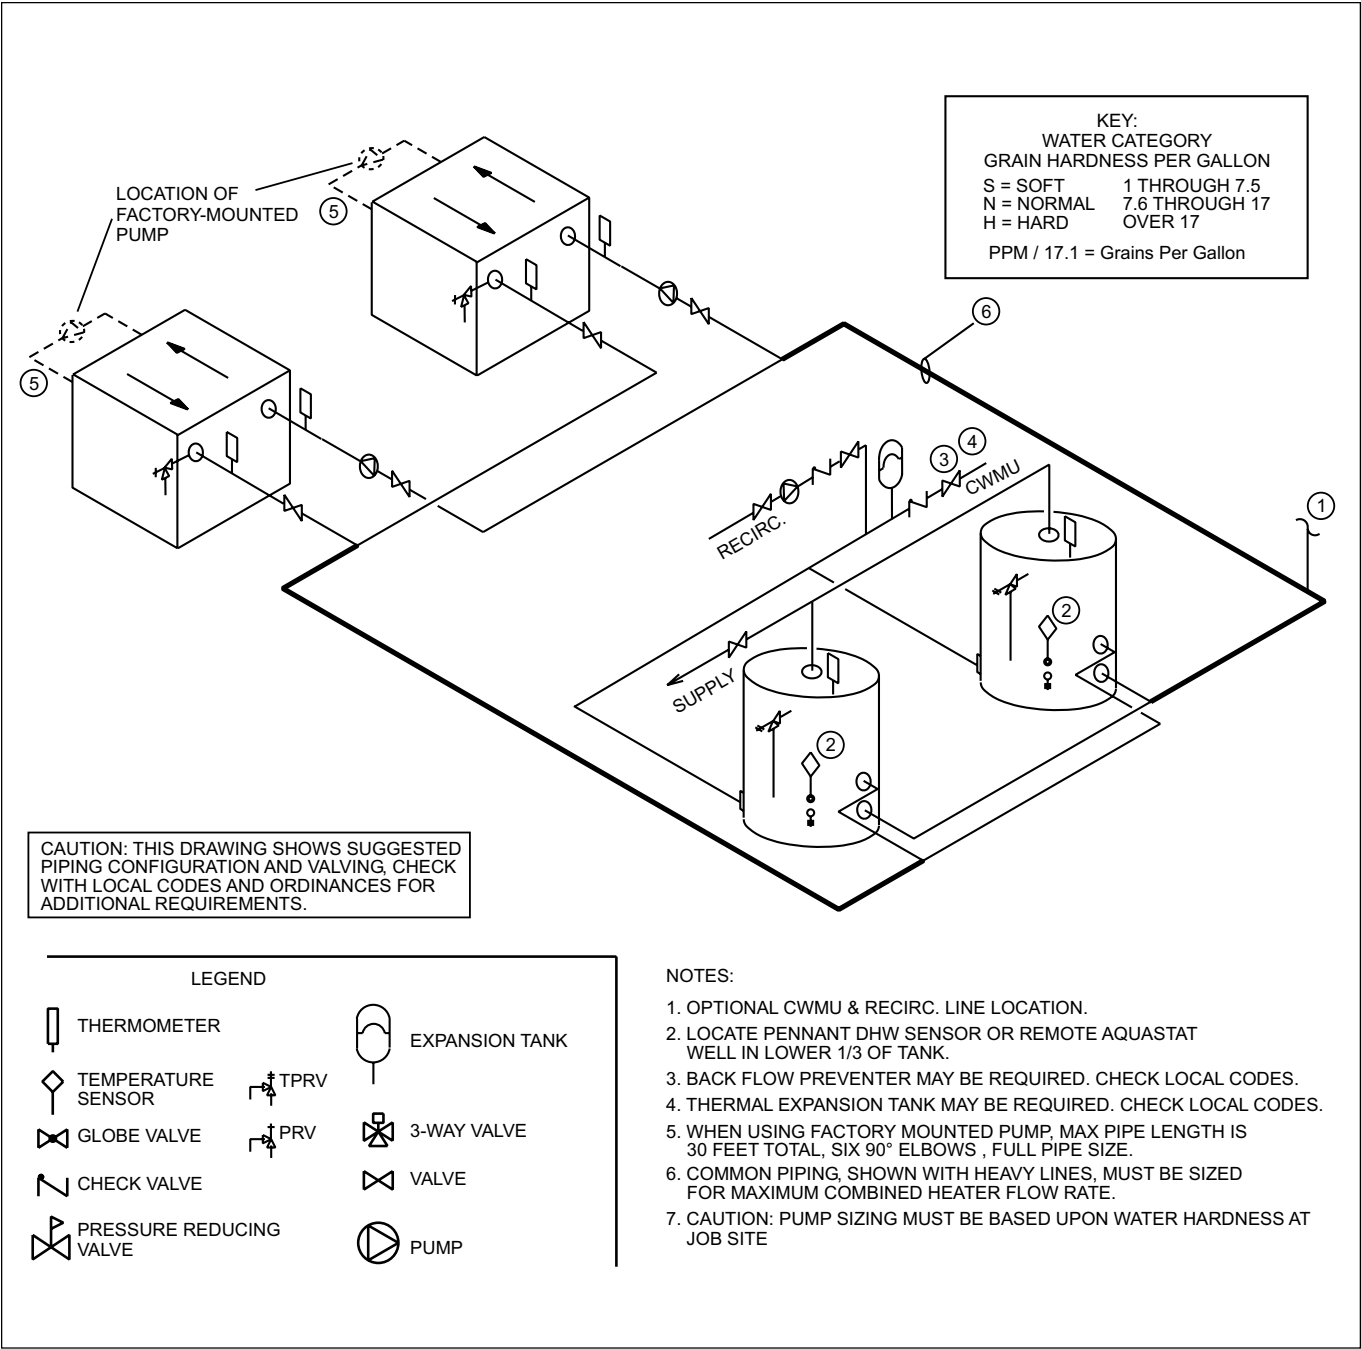 KEY:
WATER CATEGORY
GRAIN HARDNESS PER GALLON
S = SOFT 1 THROUGH 7.5
N = NORMAL 7.6 THROUGH 17
H = HARD OVER 17
PPM / 17.1 = Grains Per Gallon
LOCATION OF
FACTORY-MOUNTED
PUMP
5
5
6
4
3
CWMU
RECIRC.
1
2
SUPPLY
2
CAUTION: THIS DRAWING SHOWS SUGGESTED
PIPING CONFIGURATION AND VALVING, CHECK
WITH LOCAL CODES AND ORDINANCES FOR
ADDITIONAL REQUIREMENTS.
LEGEND
THERMOMETER
TEMPERATURE
SENSOR
GLOBE VALVE
CHECK VALVE
PRESSURE REDUCING
VALVE
TPRV
PRV
EXPANSION TANK
3-WAY VALVE
VALVE
PUMP
NOTES:
1. OPTIONAL CWMU & RECIRC. LINE LOCATION.
2. LOCATE PENNANT DHW SENSOR OR REMOTE AQUASTAT
WELL IN LOWER 1/3 OF TANK.
3. BACK FLOW PREVENTER MAY BE REQUIRED. CHECK LOCAL CODES.
4. THERMAL EXPANSION TANK MAY BE REQUIRED. CHECK LOCAL CODES.
5. WHEN USING FACTORY MOUNTED PUMP, MAX PIPE LENGTH IS
30 FEET TOTAL, SIX 90° ELBOWS , FULL PIPE SIZE.
6. COMMON PIPING, SHOWN WITH HEAVY LINES, MUST BE SIZED
FOR MAXIMUM COMBINED HEATER FLOW RATE.
7. CAUTION: PUMP SIZING MUST BE BASED UPON WATER HARDNESS AT
JOB SITE